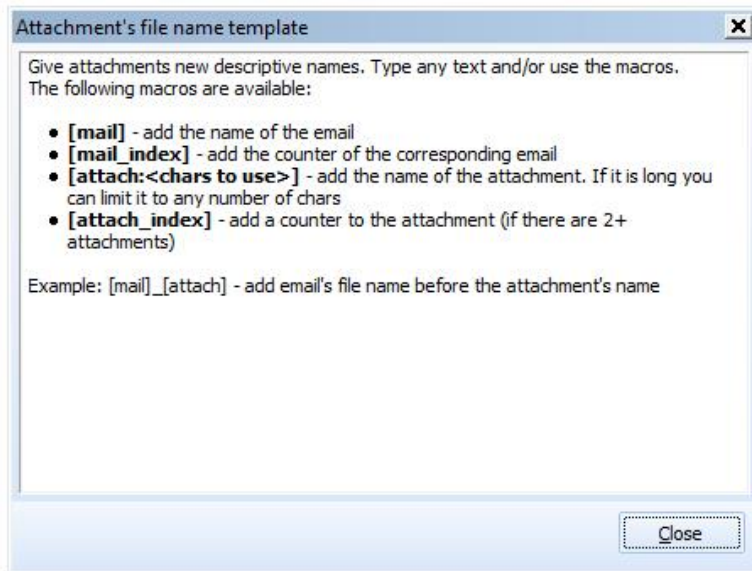 Attachment's file name template
Give attachments new descriptive names. Type any text and/or use the macros.
The following macros are available:
● [mail] - add the name of the email
● [mail_index] - add the counter of the corresponding email
● [attach:<chars to use>] - add the name of the attachment. If it is long you
can limit it to any number of chars
● [attach_index] - add a counter to the attachment (if there are 2+
attachments)
Example: [mail]_[attach] - add email's file name before the attachment's name
Close